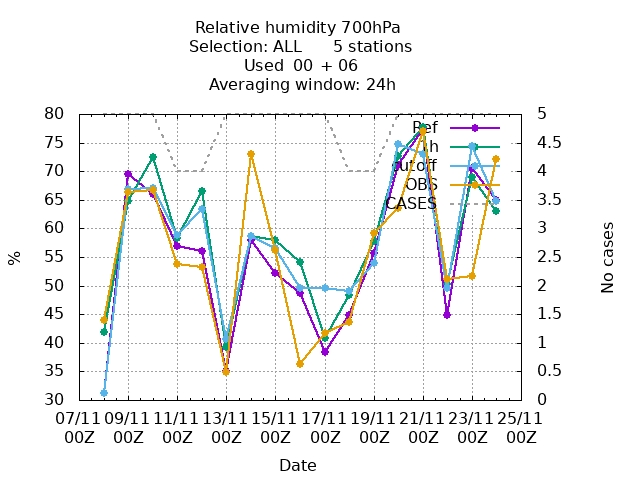 Relative humidity 700hPa
Selection: ALL 5 stations
Used 00 + 06
Averaging window: 24h
%
No cases
80
75
70
65
60
55
50
45
40
35
30
5
4.5
4
3.5
3
2.5
2
1.5
1
0.5
0
Ref
OBS
CASES
07/11 09/11 11/11 13/11 15/11 17/11 19/11 21/11 23/11 25/11
00Z 00Z 00Z 00Z 00Z 00Z 00Z 00Z 00Z 00Z
Date